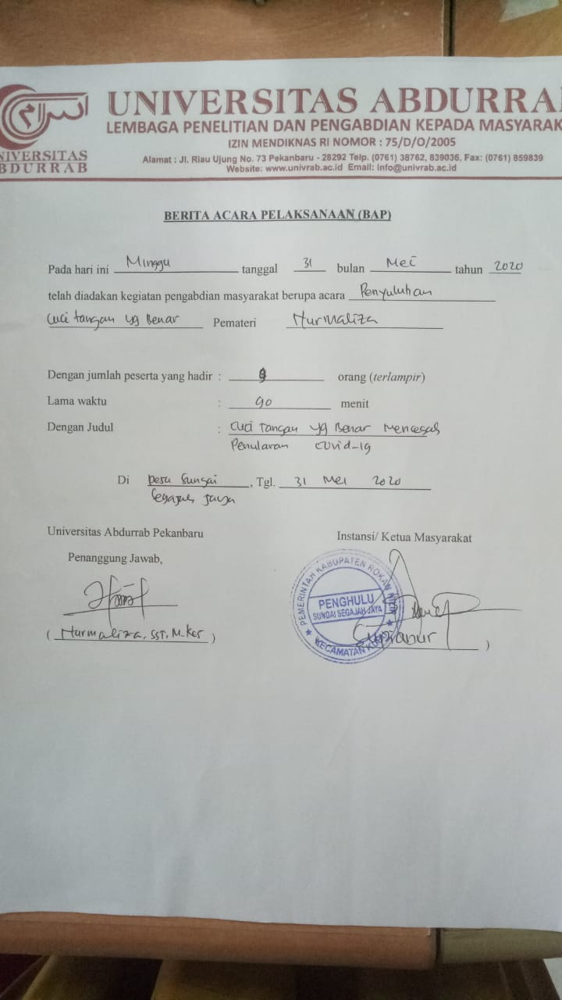 UNIVERSITAS ABDURRA
LEMBAGA PENELITIAN DAN PENGABDIAN KEPADA MASYARAK
IZIN MENDIKNAS RI NOMOR : 75/D/O/2005
NIVERSITAS
BDURRAB
Alamat : Jl. Riau Ujung No. 73 Pekanbaru - 28292 Telp. (0761) 38762, 839036, Fax: (0761) 859839
Website: www.univrab.ac.id Email: info@univrab.ac.id
BERITA ACARA PELAKSANAAN (BAP)
Pada hari ini Minggu tanggal 31 bulan Mei tahun 2020
telah diadakan kegiatan pengabdian masyarakat berupa acara Penyuluhan
Cuci tangan yg Benar Pemateri Nurmaliza
Dengan jumlah peserta yang hadir : orang (terlampir)
Lama waktu : 90 menit
Dengan Judul : Cuci Tangan yg Benar Mencegah
Penularan Covid-19
Di Desa Sungai , Tgl. 31 Mei 2020
Segajah Jaya
Universitas Abdurrab Pekanbaru
Instansi/ Ketua Masyarakat
Penanggung Jawab,
PEMERINTAH KABUPATEN ROKAN
PENGHULU
SUNGAI SEGAJAH JAYA
KECAMATAN
( Nurmaliza, SST, M.Kes )
)